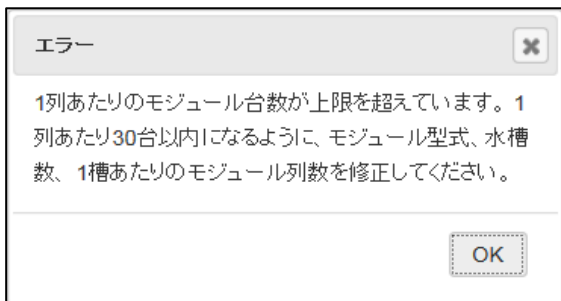 エラー
1列あたりのモジュール台数が上限を超えています。1
列あたり30台以内になるように、モジュール型式、水槽
数、1槽あたりのモジュール列数を修正してください。
OK